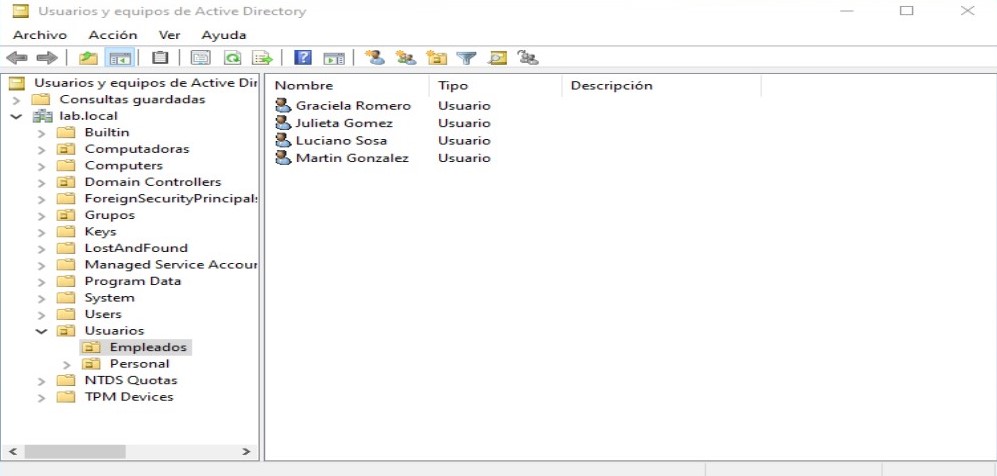 Usuarios y equipos de Active Directory
Archivo Acción Ver Ayuda
Usuarios y equipos de Active Dir
Consultas guardadas
lab.local
Builtin
Computadoras
Computers
Domain Controllers
ForeignSecurityPrincipals
Grupos
Keys
LostAndFound
Managed Service Accour
Program Data
System
Users
Usuarios
Empleados
Personal
NTDS Quotas
TPM Devices
Nombre Tipo Descripción
Graciela Romero Usuario
Julieta Gomez Usuario
Luciano Sosa Usuario
Martin Gonzalez Usuario